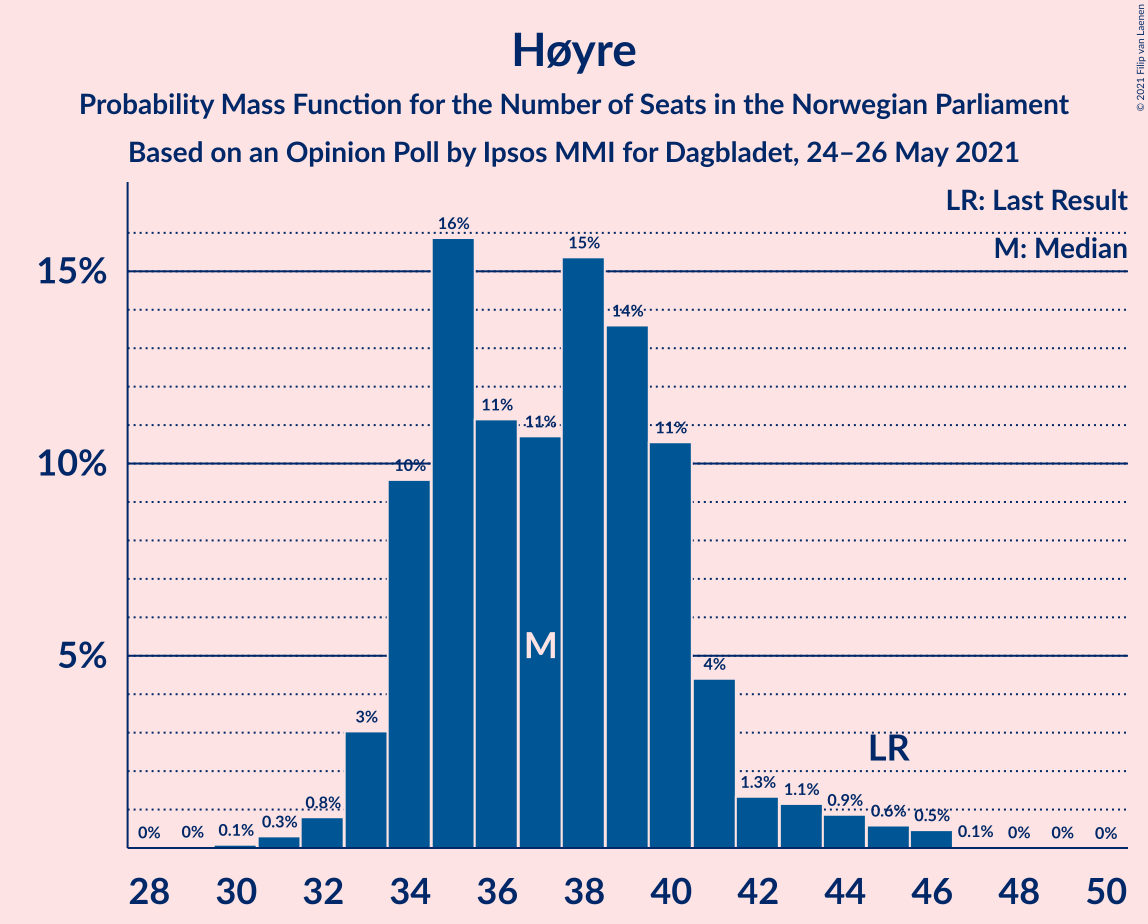 Høyre
Probability Mass Function for the Number of Seats in the Norwegian Parliament
Based on an Opinion Poll by Ipsos MMI for Dagbladet, 24–26 May 2021
© 2021 Filip van Laenen
LR: Last Result
M: Median
15%
10%
5%
0% 0% 0.1% 0.3% 0.8% 3% 10% 16% 11% 11% 15% 14% 11% 4% 1.3% 1.1% 0.9% 0.6% 0.5% 0.1% 0% 0% 0%
M
LR
28 30 32 34 36 38 40 42 44 46 48 50